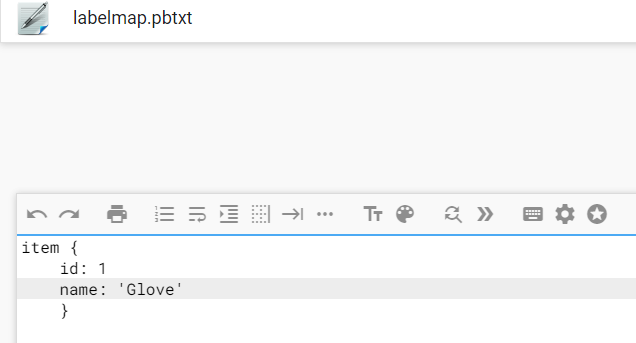 labelmap.pbtxt
item {
    id: 1
    name: 'Glove'
    }